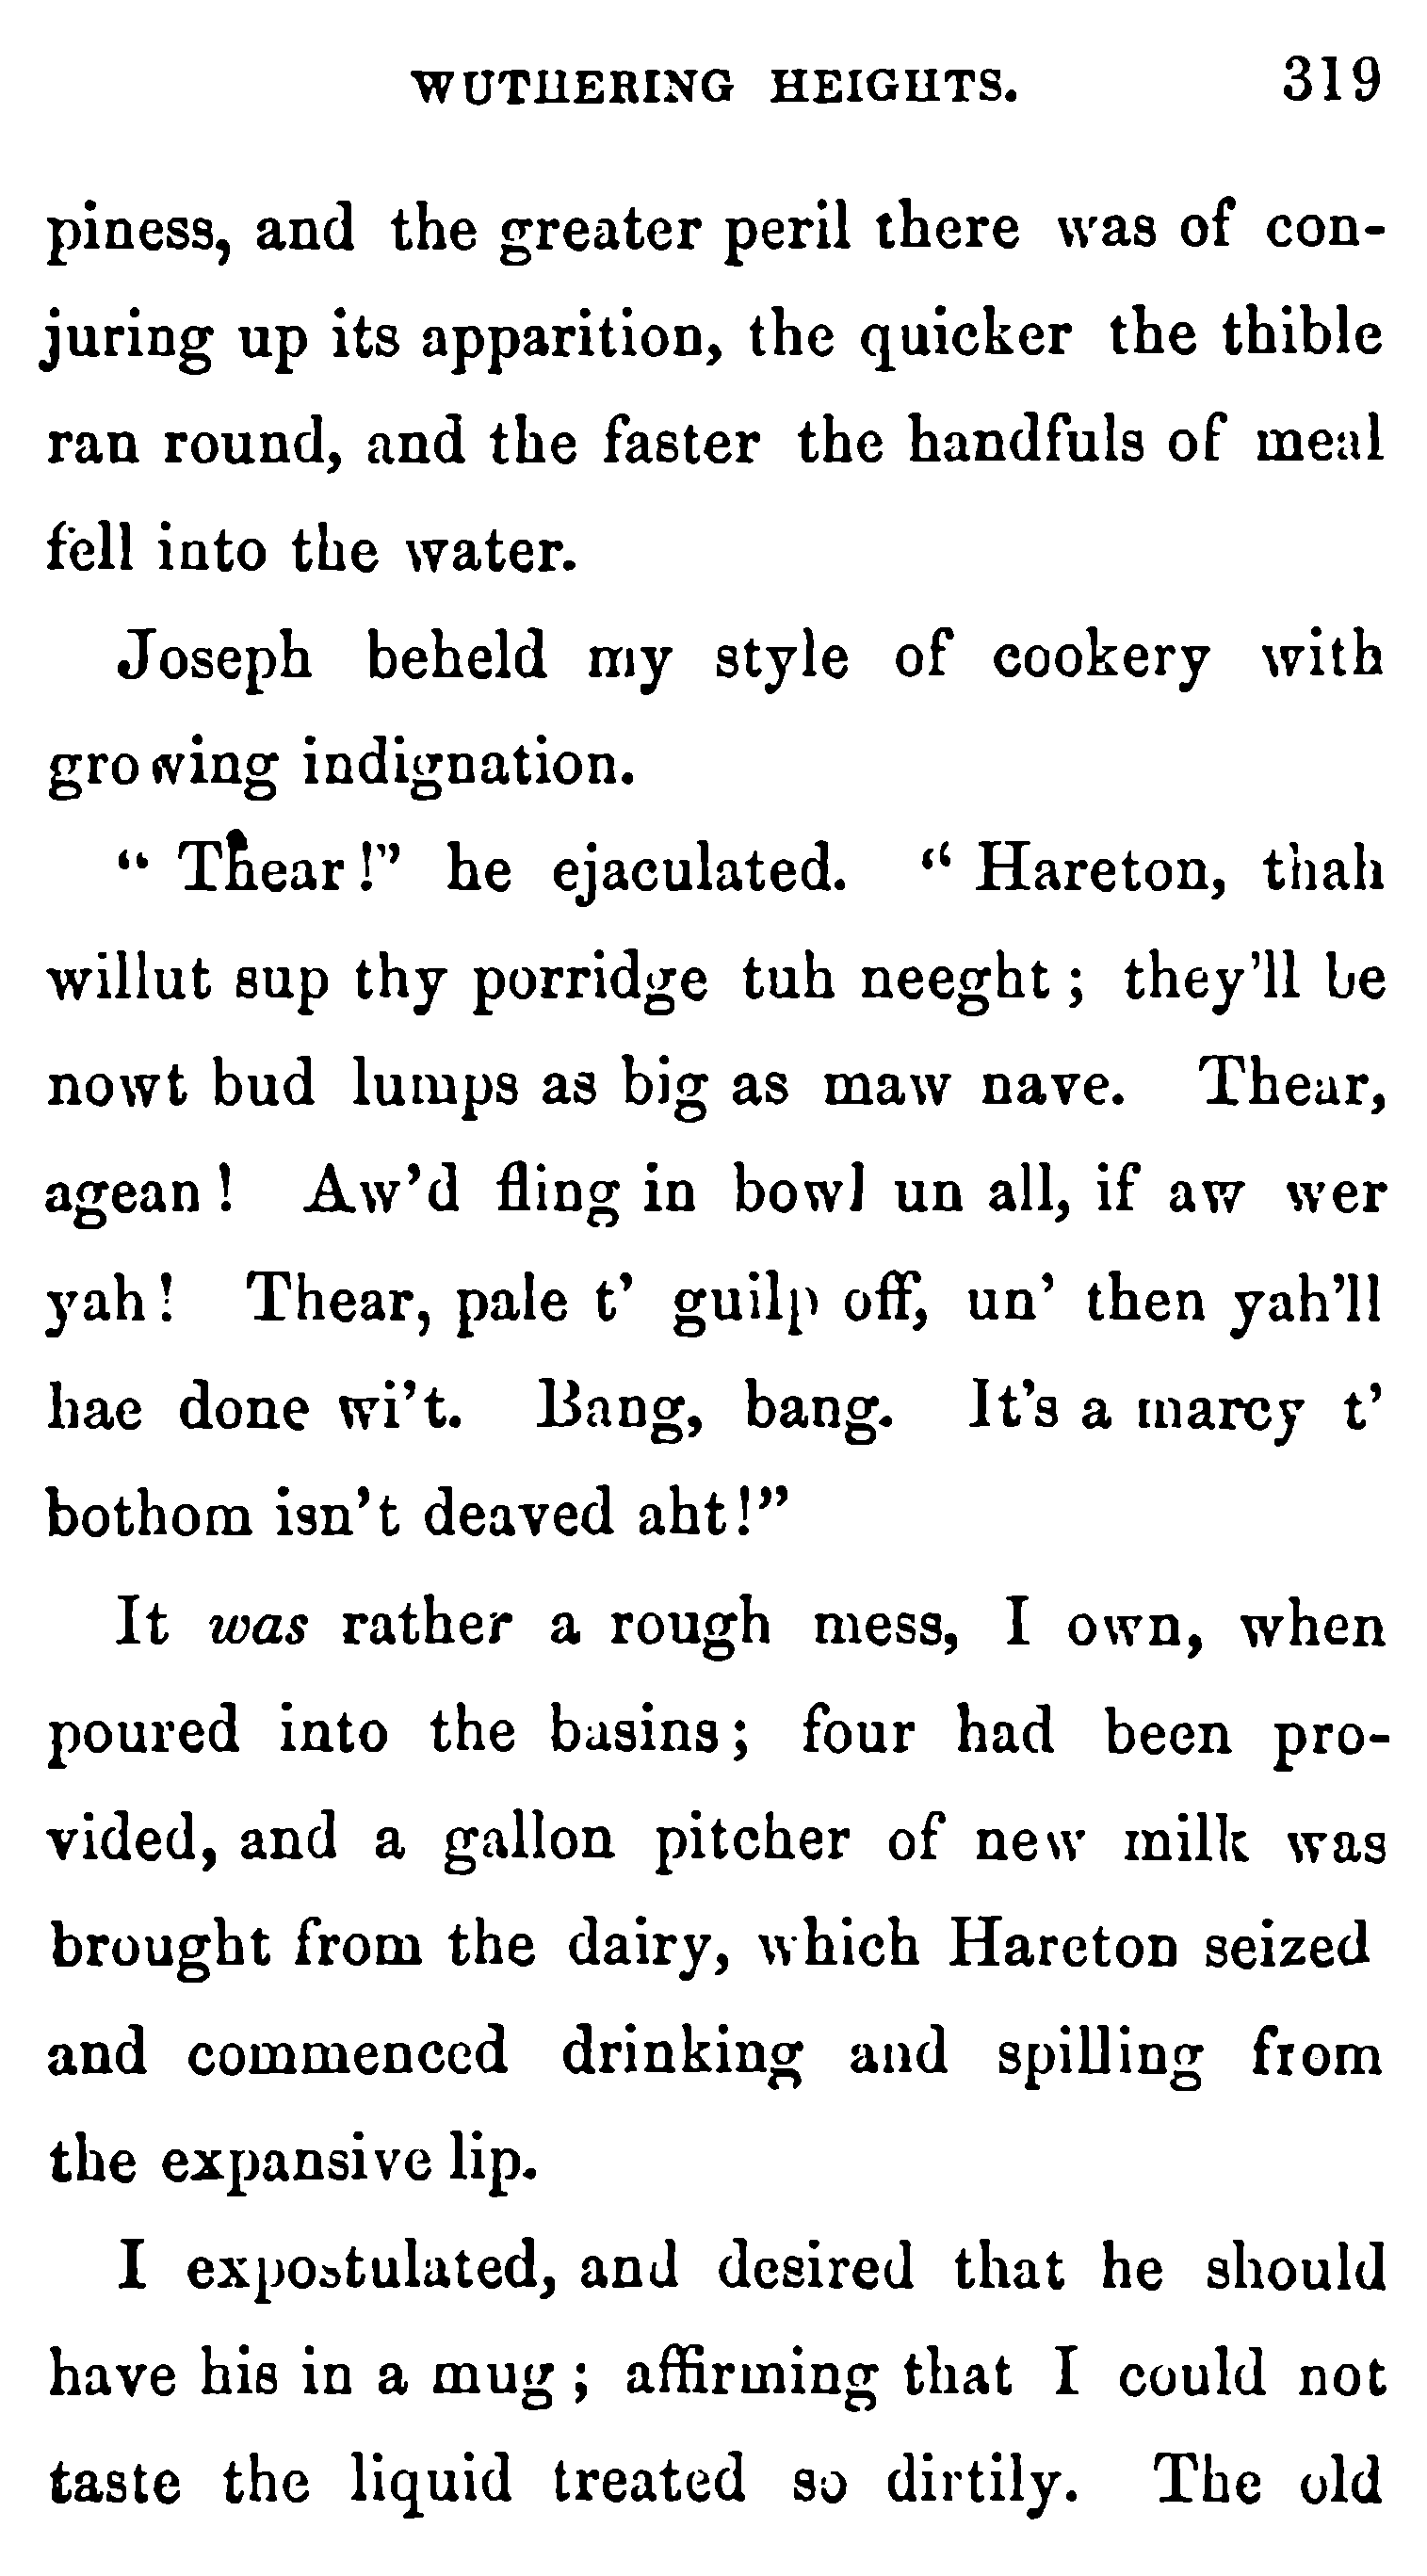 WUTHERING HEIGHTS. 319
piness, and the greater peril there was of con-
juring up its apparition, the quicker the thible
ran round, and the faster the handfuls of meal
fell into the water.
Joseph beheld my style of cookery with
growing indignation.
“ Thear!” he ejaculated. “ Hareton, thah
willut sup thy porridge tuh neeght ; they’ll be
nowt bud lumps as big as maw nave. Thear,
agean ! Aw’d fling in bowl un all, if aw wer
yah ! Thear, pale t’ guilp off, un’ then yah’ll
hae done wi’t. Bang, bang. It’s a marcy t’
bothom isn’t deaved aht !”
It was rather a rough mess, I own, when
poured into the basins ; four had been pro-
vided, and a gallon pitcher of new milk was
brought from the dairy, which Hareton seized
and commenced drinking and spilling from
the expansive lip.
I expostulated, and desired that he should
have his in a mug ; affirming that I could not
taste the liquid treated so dirtily. The old